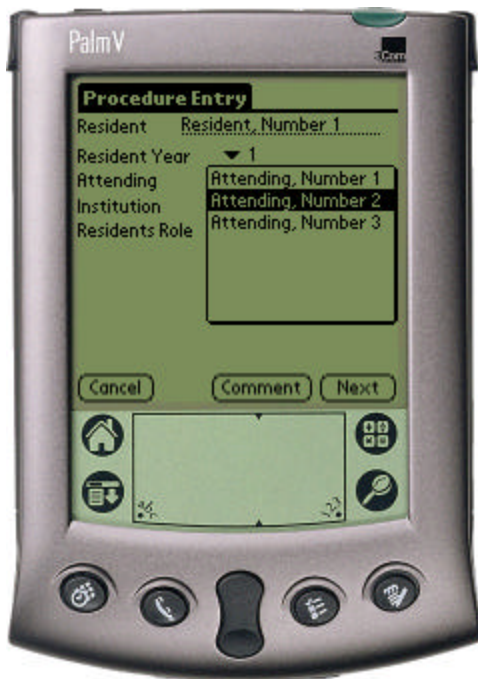 Palm V
3Com
Procedure Entry
Resident Resident, Number 1
Resident Year 1
Attending Attending, Number 1
Institution Attending, Number 2
Residents Role Attending, Number 3
Cancel Comment Next